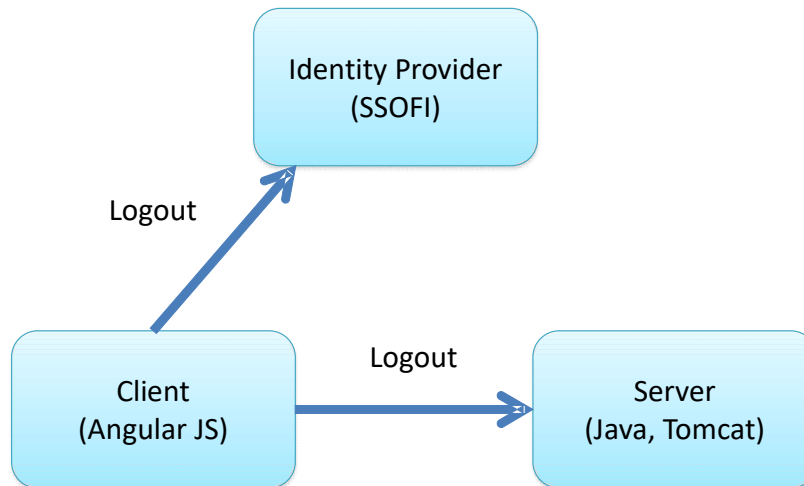 Identity Provider
(SSOFI)
Logout
Logout
Client
(Angular JS)
Server
(Java, Tomcat)